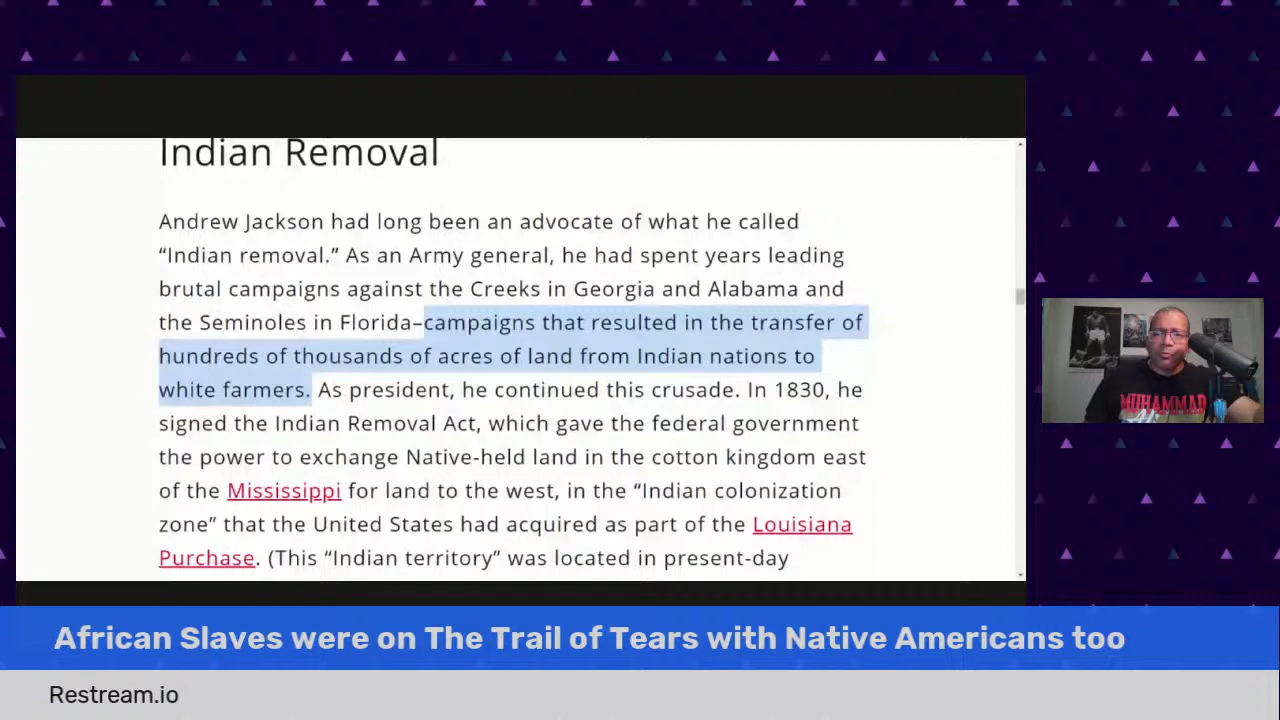 Indian Removal
Andrew Jackson had long been an advocate of what he called
“Indian removal.” As an Army general, he had spent years leading
brutal campaigns against the Creeks in Georgia and Alabama and
the Seminoles in Florida–campaigns that resulted in the transfer of
hundreds of thousands of acres of land from Indian nations to
white farmers. As president, he continued this crusade. In 1830, he
signed the Indian Removal Act, which gave the federal government
the power to exchange Native-held land in the cotton kingdom east
of the Mississippi for land to the west, in the “Indian colonization
zone” that the United States had acquired as part of the Louisiana
Purchase. (This “Indian territory” was located in present-day
MUHAMMAD
African Slaves were on The Trail of Tears with Native Americans too
Restream.io